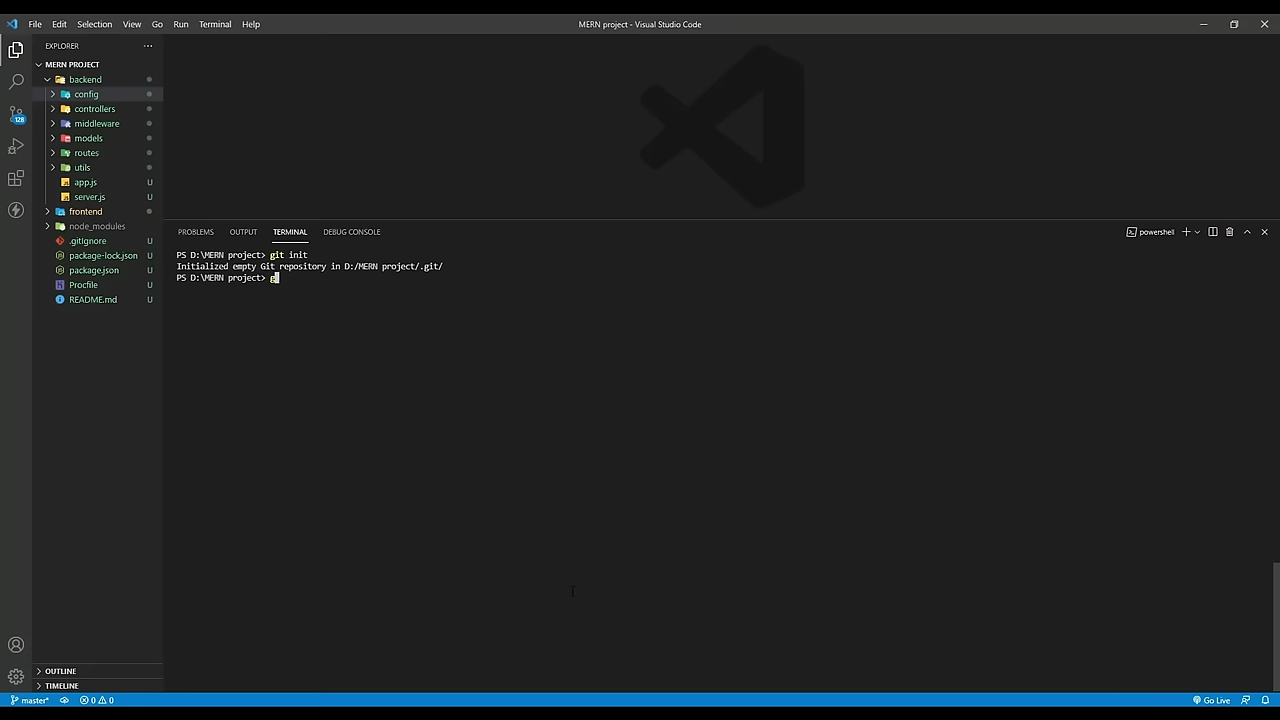 File Edit Selection View Go Run Terminal Help
MERN project - Visual Studio Code
EXPLORER
MERN PROJECT
backend
config
controllers
middleware
models
routes
utils
app.js U
server.js U
frontend
node_modules
.gitIgnore U
package-lock.json U
package.json U
Procfile U
README.md U
128
OUTLINE
TIMELINE
PROBLEMS OUTPUT TERMINAL DEBUG CONSOLE
powershell
PS D:\MERN project> git init
Initialized empty Git repository in D:/MERN project/.git/
PS D:\MERN project> g
master* 0 0
Go Live